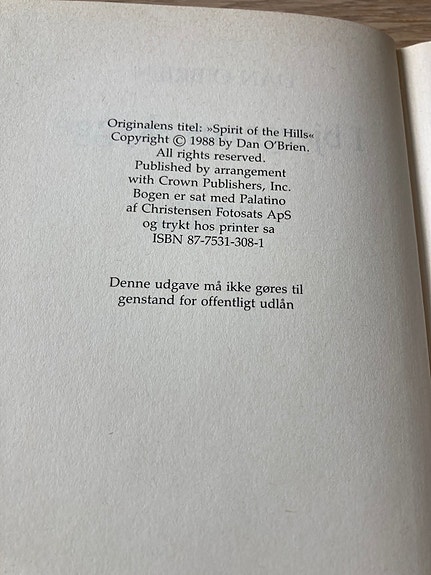 Originalens titel: »Spirit of the Hills«
Copyright © 1988 by Dan O'Brien.
All rights reserved.
Published by arrangement
with Crown Publishers, Inc.
Bogen er sat med Palatino
af Christensen Fotosats ApS
og trykt hos printer sa
ISBN 87-7531-308-1
Denne udgave må ikke gøres til
genstand for offentligt udlån